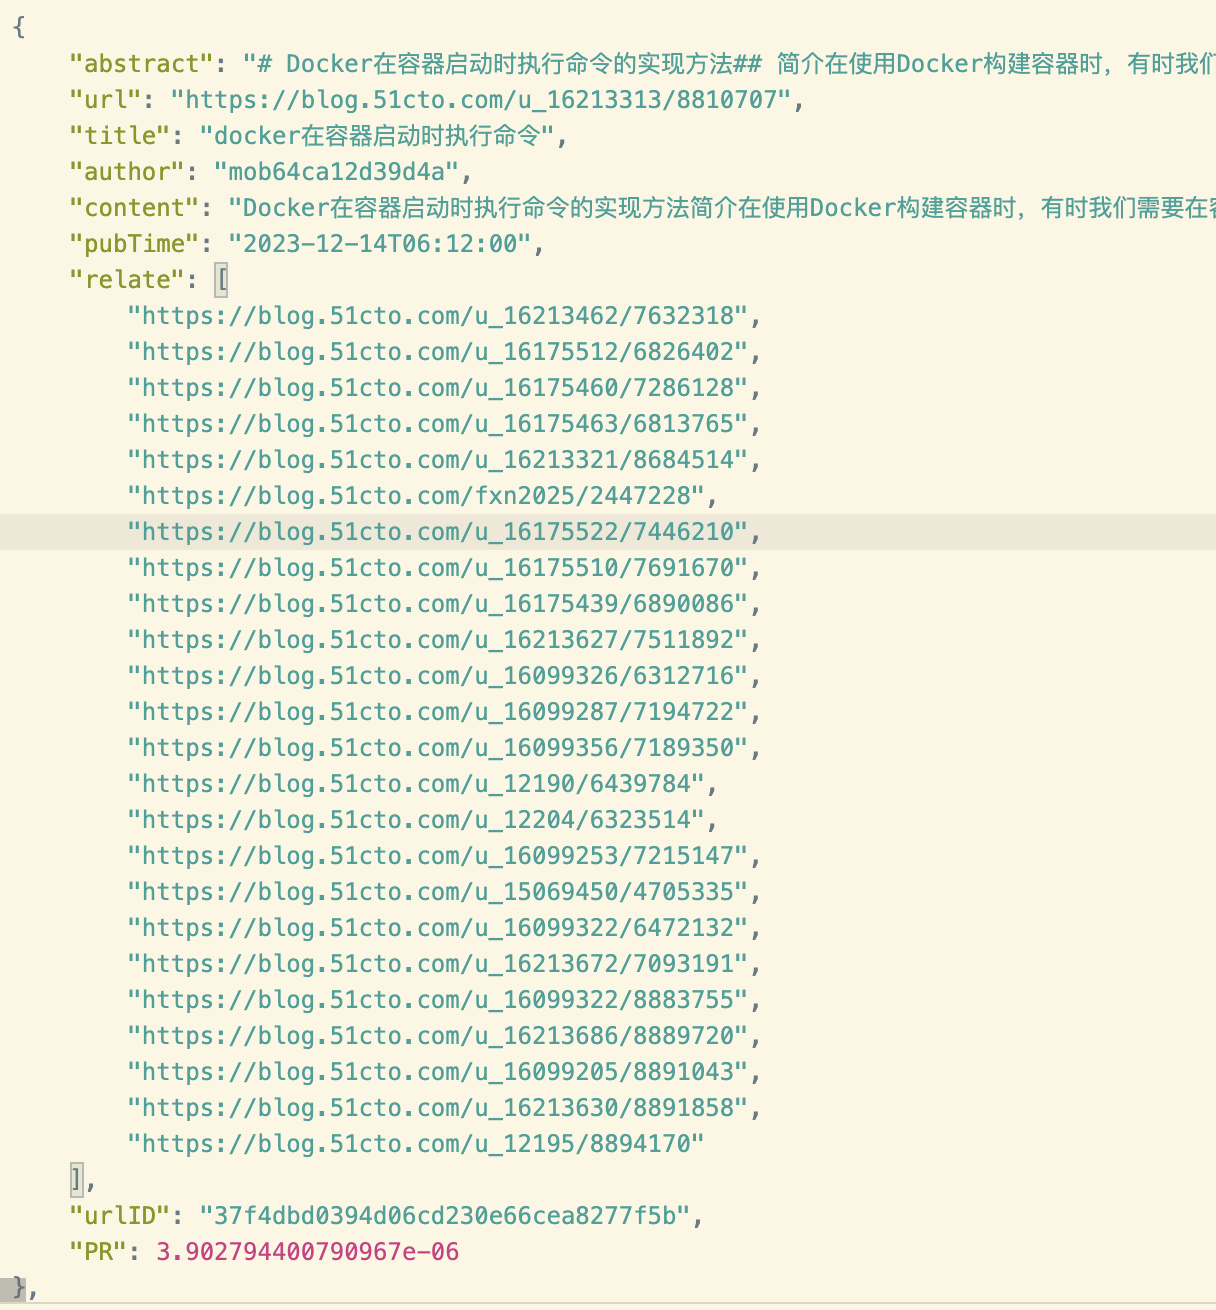 {
"abstract": "# Docker在容器启动时执行命令的实现方法## 简介在使用Docker构建容器时，有时我们
"url": "https://blog.51cto.com/u_16213313/8810707",
"title": "docker在容器启动时执行命令",
"author": "mob64ca12d39d4a",
"content": "Docker在容器启动时执行命令的实现方法简介在使用Docker构建容器时，有时我们需要在容
"pubTime": "2023-12-14T06:12:00",
"relate": [
"https://blog.51cto.com/u_16213462/7632318",
"https://blog.51cto.com/u_16175512/6826402",
"https://blog.51cto.com/u_16175460/7286128",
"https://blog.51cto.com/u_16175463/6813765",
"https://blog.51cto.com/u_16213321/8684514",
"https://blog.51cto.com/fxn2025/2447228",
"https://blog.51cto.com/u_16175522/7446210",
"https://blog.51cto.com/u_16175510/7691670",
"https://blog.51cto.com/u_16175439/6890086",
"https://blog.51cto.com/u_16213627/7511892",
"https://blog.51cto.com/u_16099326/6312716",
"https://blog.51cto.com/u_16099287/7194722",
"https://blog.51cto.com/u_16099356/7189350",
"https://blog.51cto.com/u_12190/6439784",
"https://blog.51cto.com/u_12204/6323514",
"https://blog.51cto.com/u_16099253/7215147",
"https://blog.51cto.com/u_15069450/4705335",
"https://blog.51cto.com/u_16099322/6472132",
"https://blog.51cto.com/u_16213672/7093191",
"https://blog.51cto.com/u_16099322/8883755",
"https://blog.51cto.com/u_16213686/8889720",
"https://blog.51cto.com/u_16099205/8891043",
"https://blog.51cto.com/u_16213630/8891858",
"https://blog.51cto.com/u_12195/8894170"
],
"urlID": "37f4dbd0394d06cd230e66cea8277f5b",
"PR": 3.902794400790967e-06
},